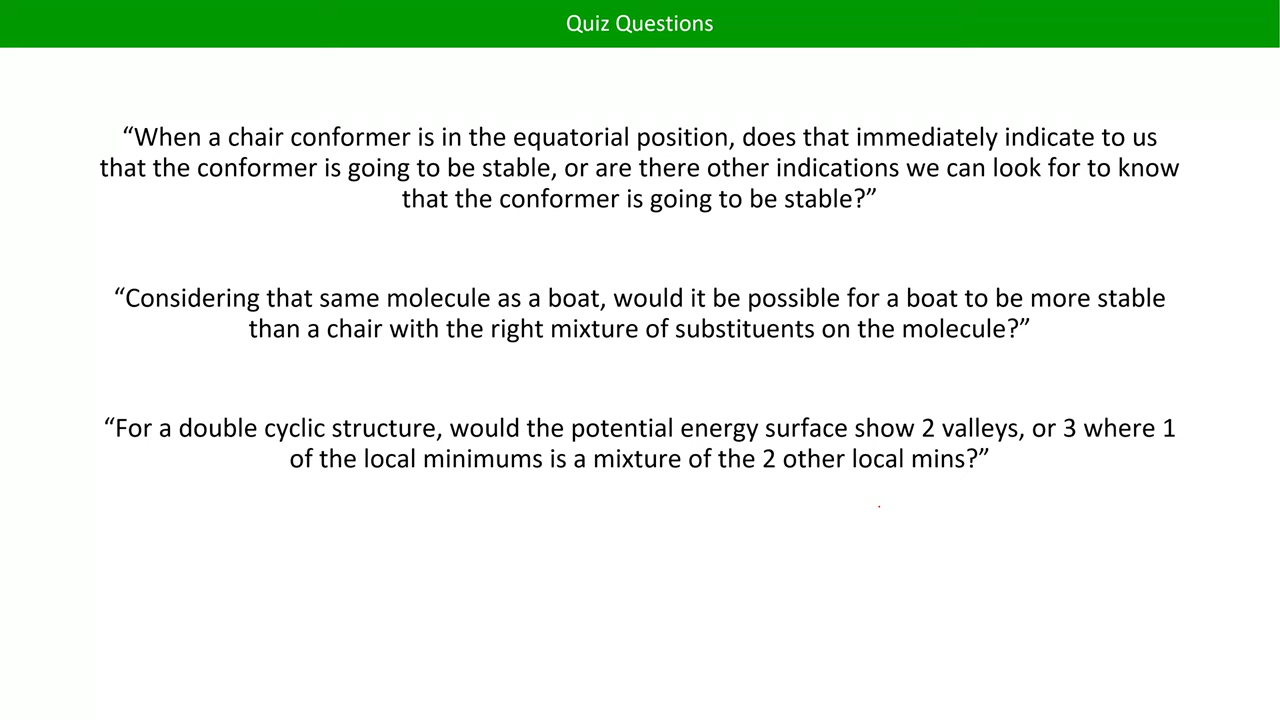 Quiz Questions
“When a chair conformer is in the equatorial position, does that immediately indicate to us
that the conformer is going to be stable, or are there other indications we can look for to know
that the conformer is going to be stable?”
“Considering that same molecule as a boat, would it be possible for a boat to be more stable
than a chair with the right mixture of substituents on the molecule?”
“For a double cyclic structure, would the potential energy surface show 2 valleys, or 3 where 1
of the local minimums is a mixture of the 2 other local mins?”